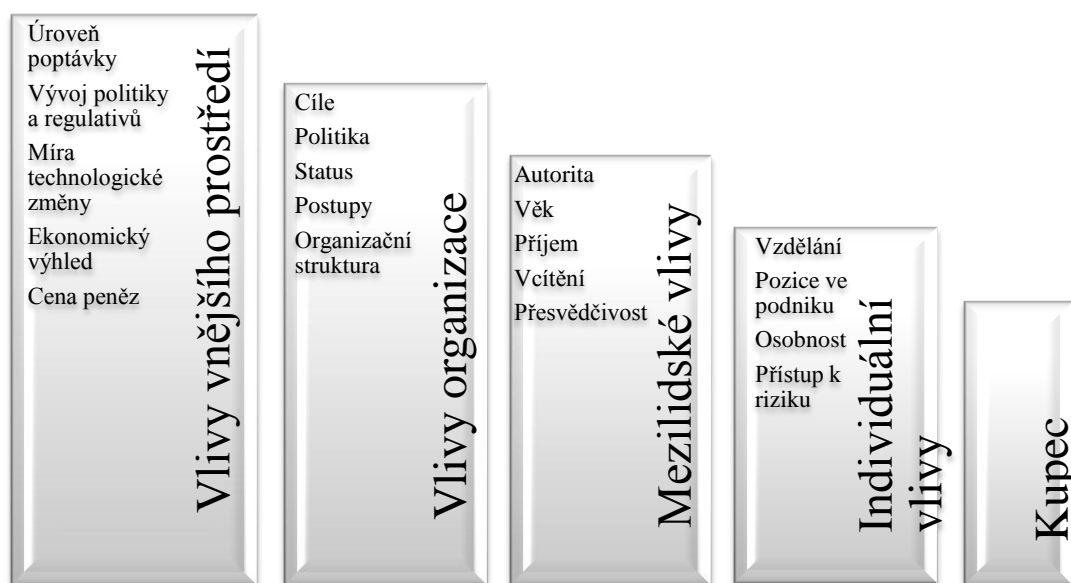 Úroveň
poptávky
Vývoj politiky
a regulativů
Míra
technologické
změny
Ekonomický
výhled
Cena peněz
Vlivy vnějšího prostředí
Cíle
Politika
Status
Postupy
Organizační
struktura
Vlivy organizace
Autorita
Věk
Příjem
Vcítění
Přesvědčivost
Mezilidské vlivy
Vzdělání
Pozice ve
podniku
Osobnost
Přístup k
riziku
Individuální
vlivy
Kupec